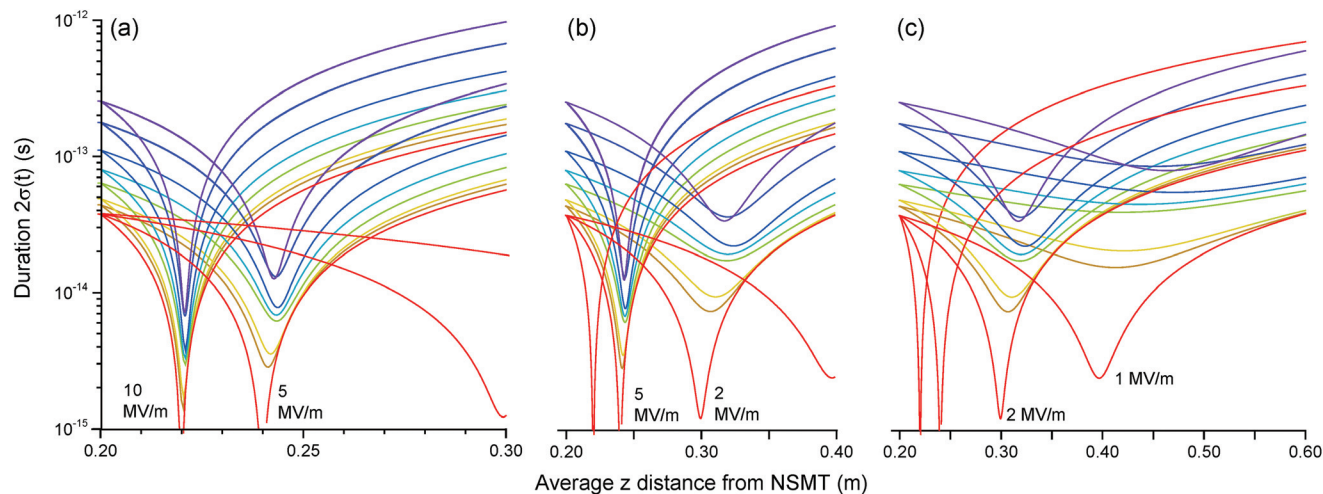 (a)
(b)
(c)
Duration 2σ(t) (s)
10⁻¹²
10⁻¹³
10⁻¹⁴
10⁻¹⁵
10
MV/m
5
MV/m
5
MV/m
2
MV/m
2 MV/m
1 MV/m
0.20
0.25
0.30
0.20
0.30
0.40
0.20
0.30
0.40
0.50
0.60
Average z distance from NSMT (m)